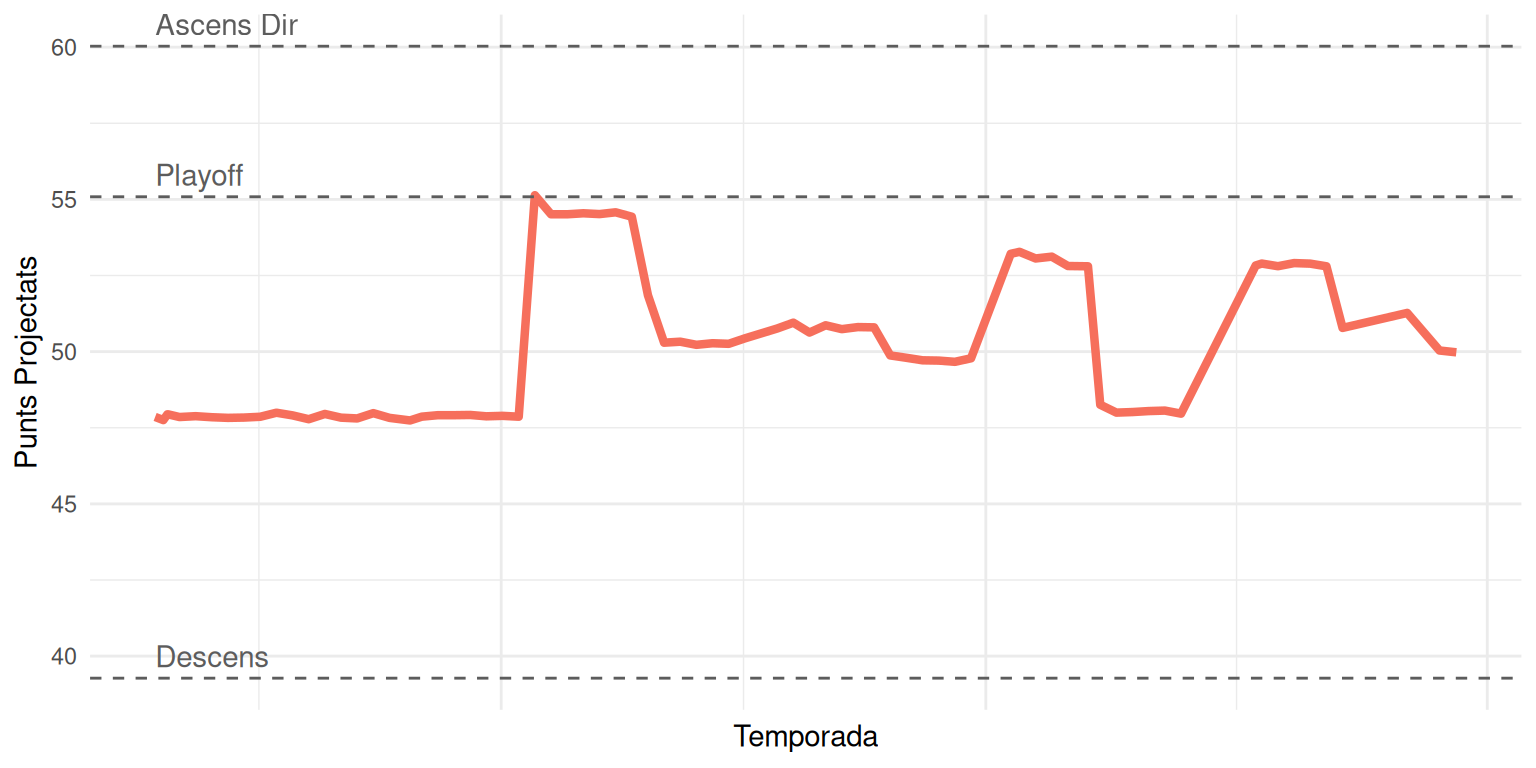 Ascens Dir
60
Playoff
55
Punts Projectats
50
45
Descens
40
Temporada